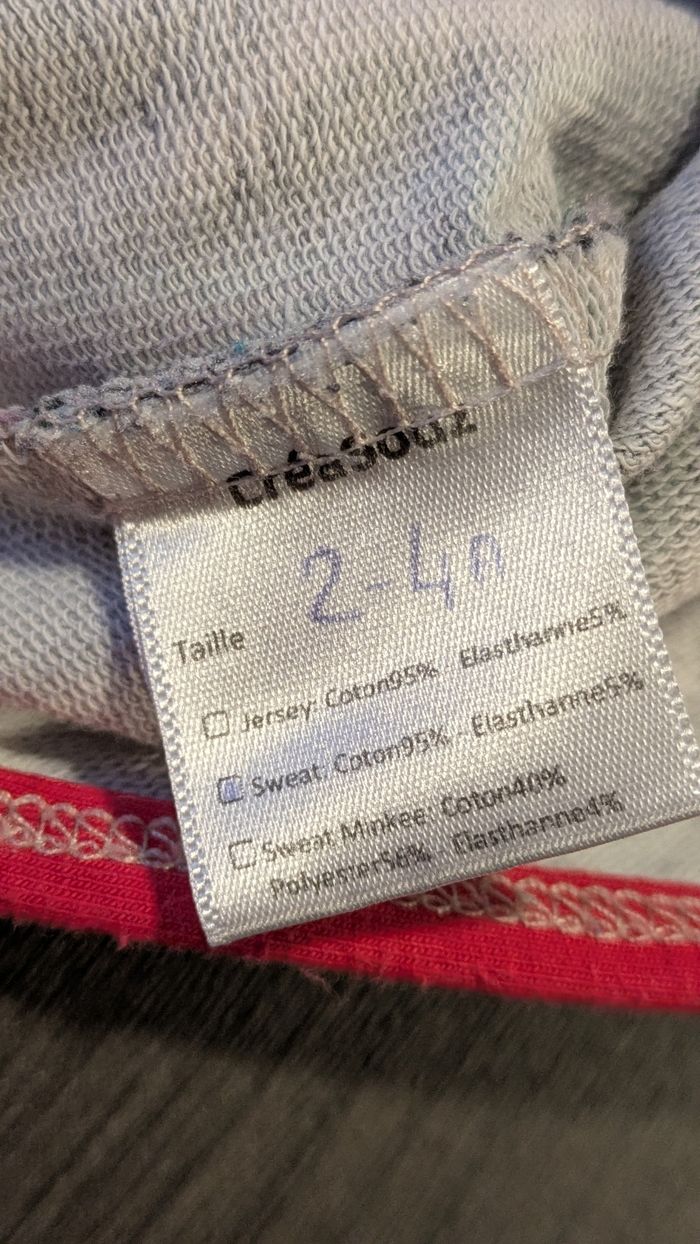 CréaSouz
2-4A
Taille
Jersey: Coton95% - Elasthanne5%
Sweat: Coton95% - Elasthanne5%
Sweat Minkee: Coton40%
Polyester56% - Elasthanne4%